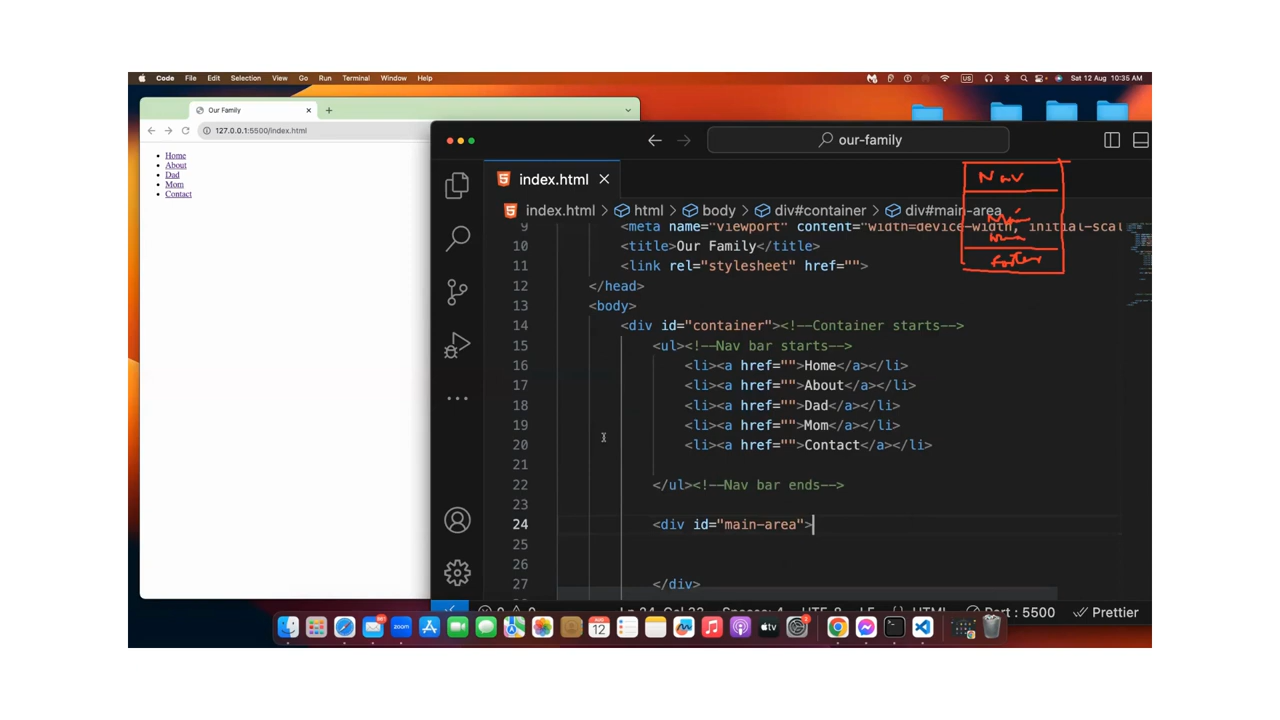 Code File Edit Selection View Go Run Terminal Window Help
US Sat 12 Aug 10:35 AM
Our Family
127.0.0.1:5500/index.html
Home
About
Dad
Mom
Contact
our-family
index.html
Nav
index.html > html > body > div#container > div#main-area
footer
9 <meta name="viewport" content="width=device-width, initial-scal
10 <title>Our Family</title>
11 <link rel="stylesheet" href="">
12 </head>
13 <body>
14 <div id="container"><!--Container starts-->
15 <ul><!--Nav bar starts-->
16 <li><a href="">Home</a></li>
17 <li><a href="">About</a></li>
18 <li><a href="">Dad</a></li>
19 <li><a href="">Mom</a></li>
20 <li><a href="">Contact</a></li>
21
22 </ul><!--Nav bar ends-->
23
24 <div id="main-area">
25
26
27 </div>
Port : 5500 Prettier
AUG
12
tv